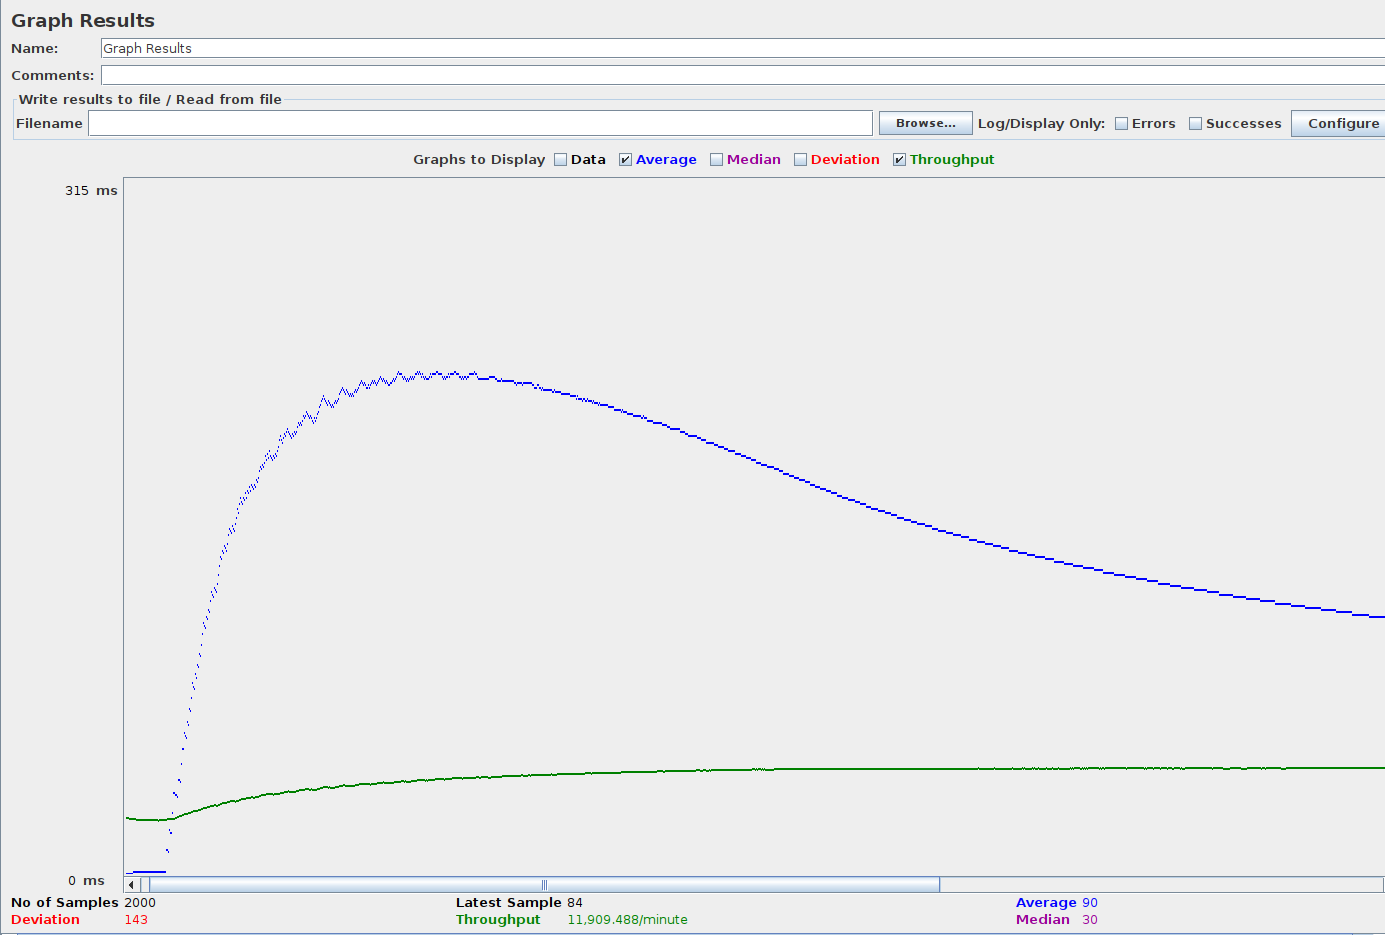 Graph Results
Name: Graph Results
Comments:
Write results to file / Read from file
Filename Browse... Log/Display Only: Errors Successes Configure
Graphs to Display Data Average Median Deviation Throughput
315 ms
0 ms
No of Samples 2000 Latest Sample 84 Average 90
Deviation 143 Throughput 11,909.488/minute Median 30